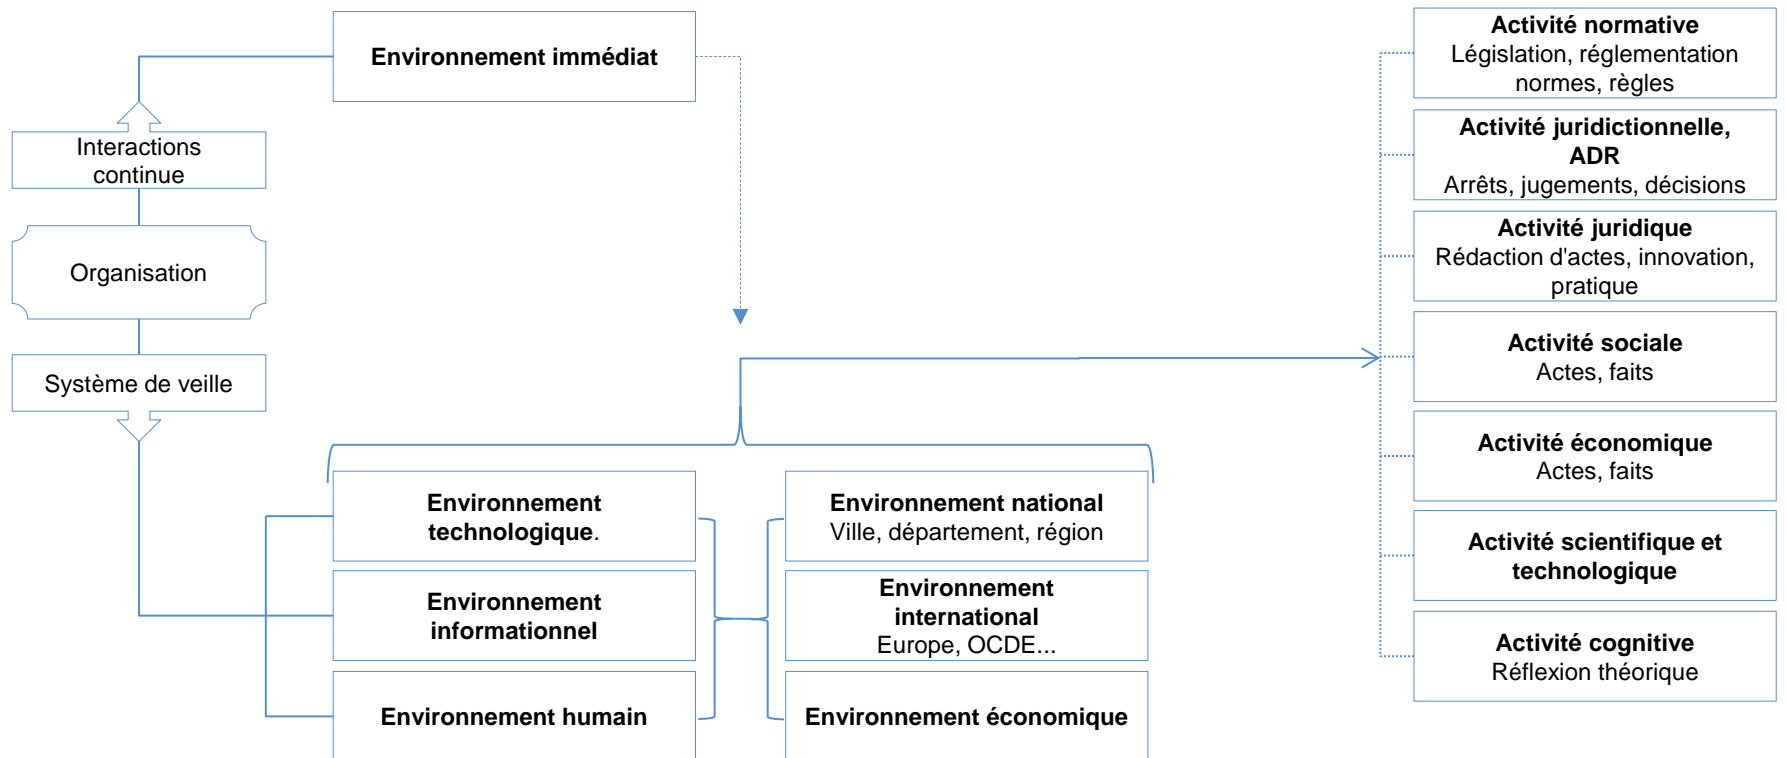 Environnement immédiat
Interactions
continue
Organisation
Système de veille
Environnement
technologique.
Environnement
informationnel
Environnement humain
Environnement national
Ville, département, région
Environnement
international
Europe, OCDE...
Environnement économique
Activité normative
Législation, réglementation
normes, règles
Activité juridictionnelle,
ADR
Arrêts, jugements, décisions
Activité juridique
Rédaction d'actes, innovation,
pratique
Activité sociale
Actes, faits
Activité économique
Actes, faits
Activité scientifique et
technologique
Activité cognitive
Réflexion théorique